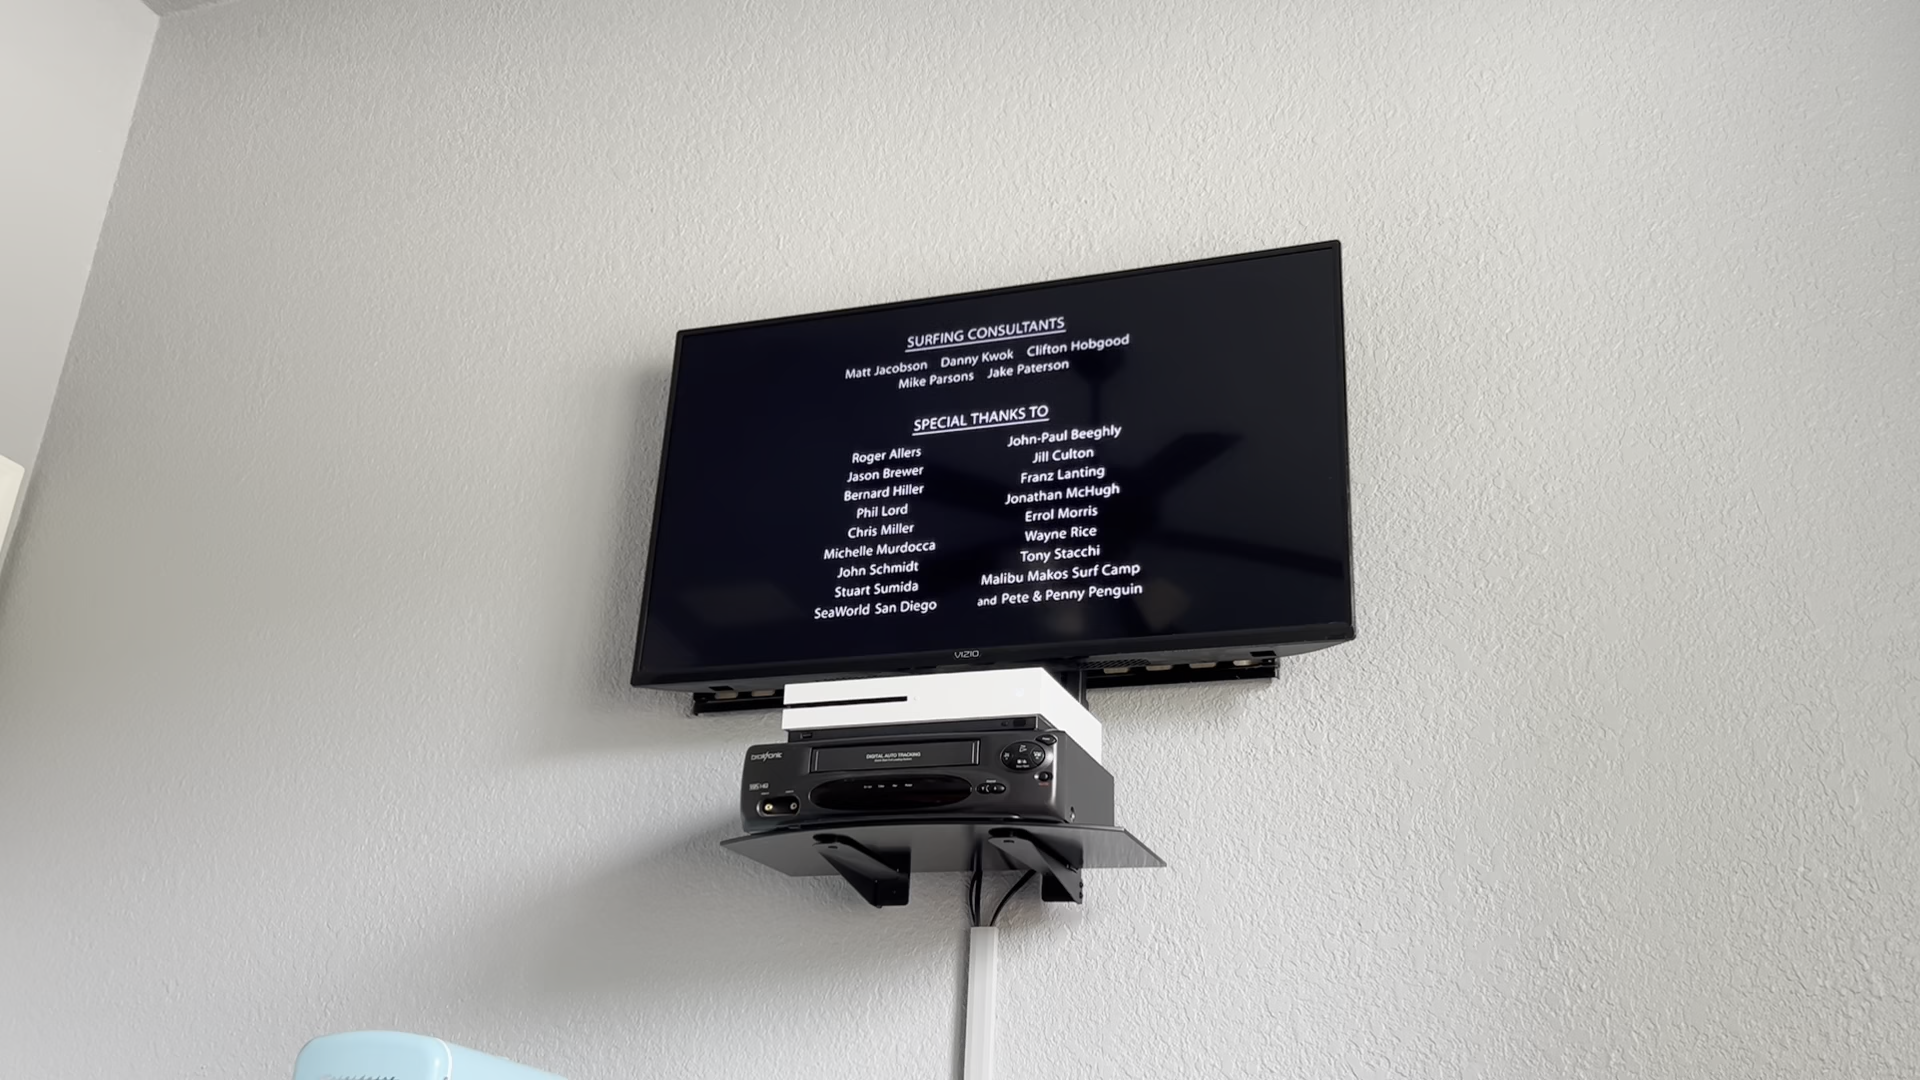 SURFING CONSULTANTS
Matt Jacobson Danny Kwok Clifton Hobgood
Mike Parsons Jake Paterson
SPECIAL THANKS TO
Roger Allers
Jason Brewer
Bernard Hiller
Phil Lord
Chris Miller
Michelle Murdocca
John Schmidt
Stuart Sumida
SeaWorld San Diego
John-Paul Beeghly
Jill Culton
Franz Lanting
Jonathan McHugh
Errol Morris
Wayne Rice
Tony Stacchi
Malibu Makos Surf Camp
and Pete & Penny Penguin
VIZIO
DIGITAL AUTO TRACKING